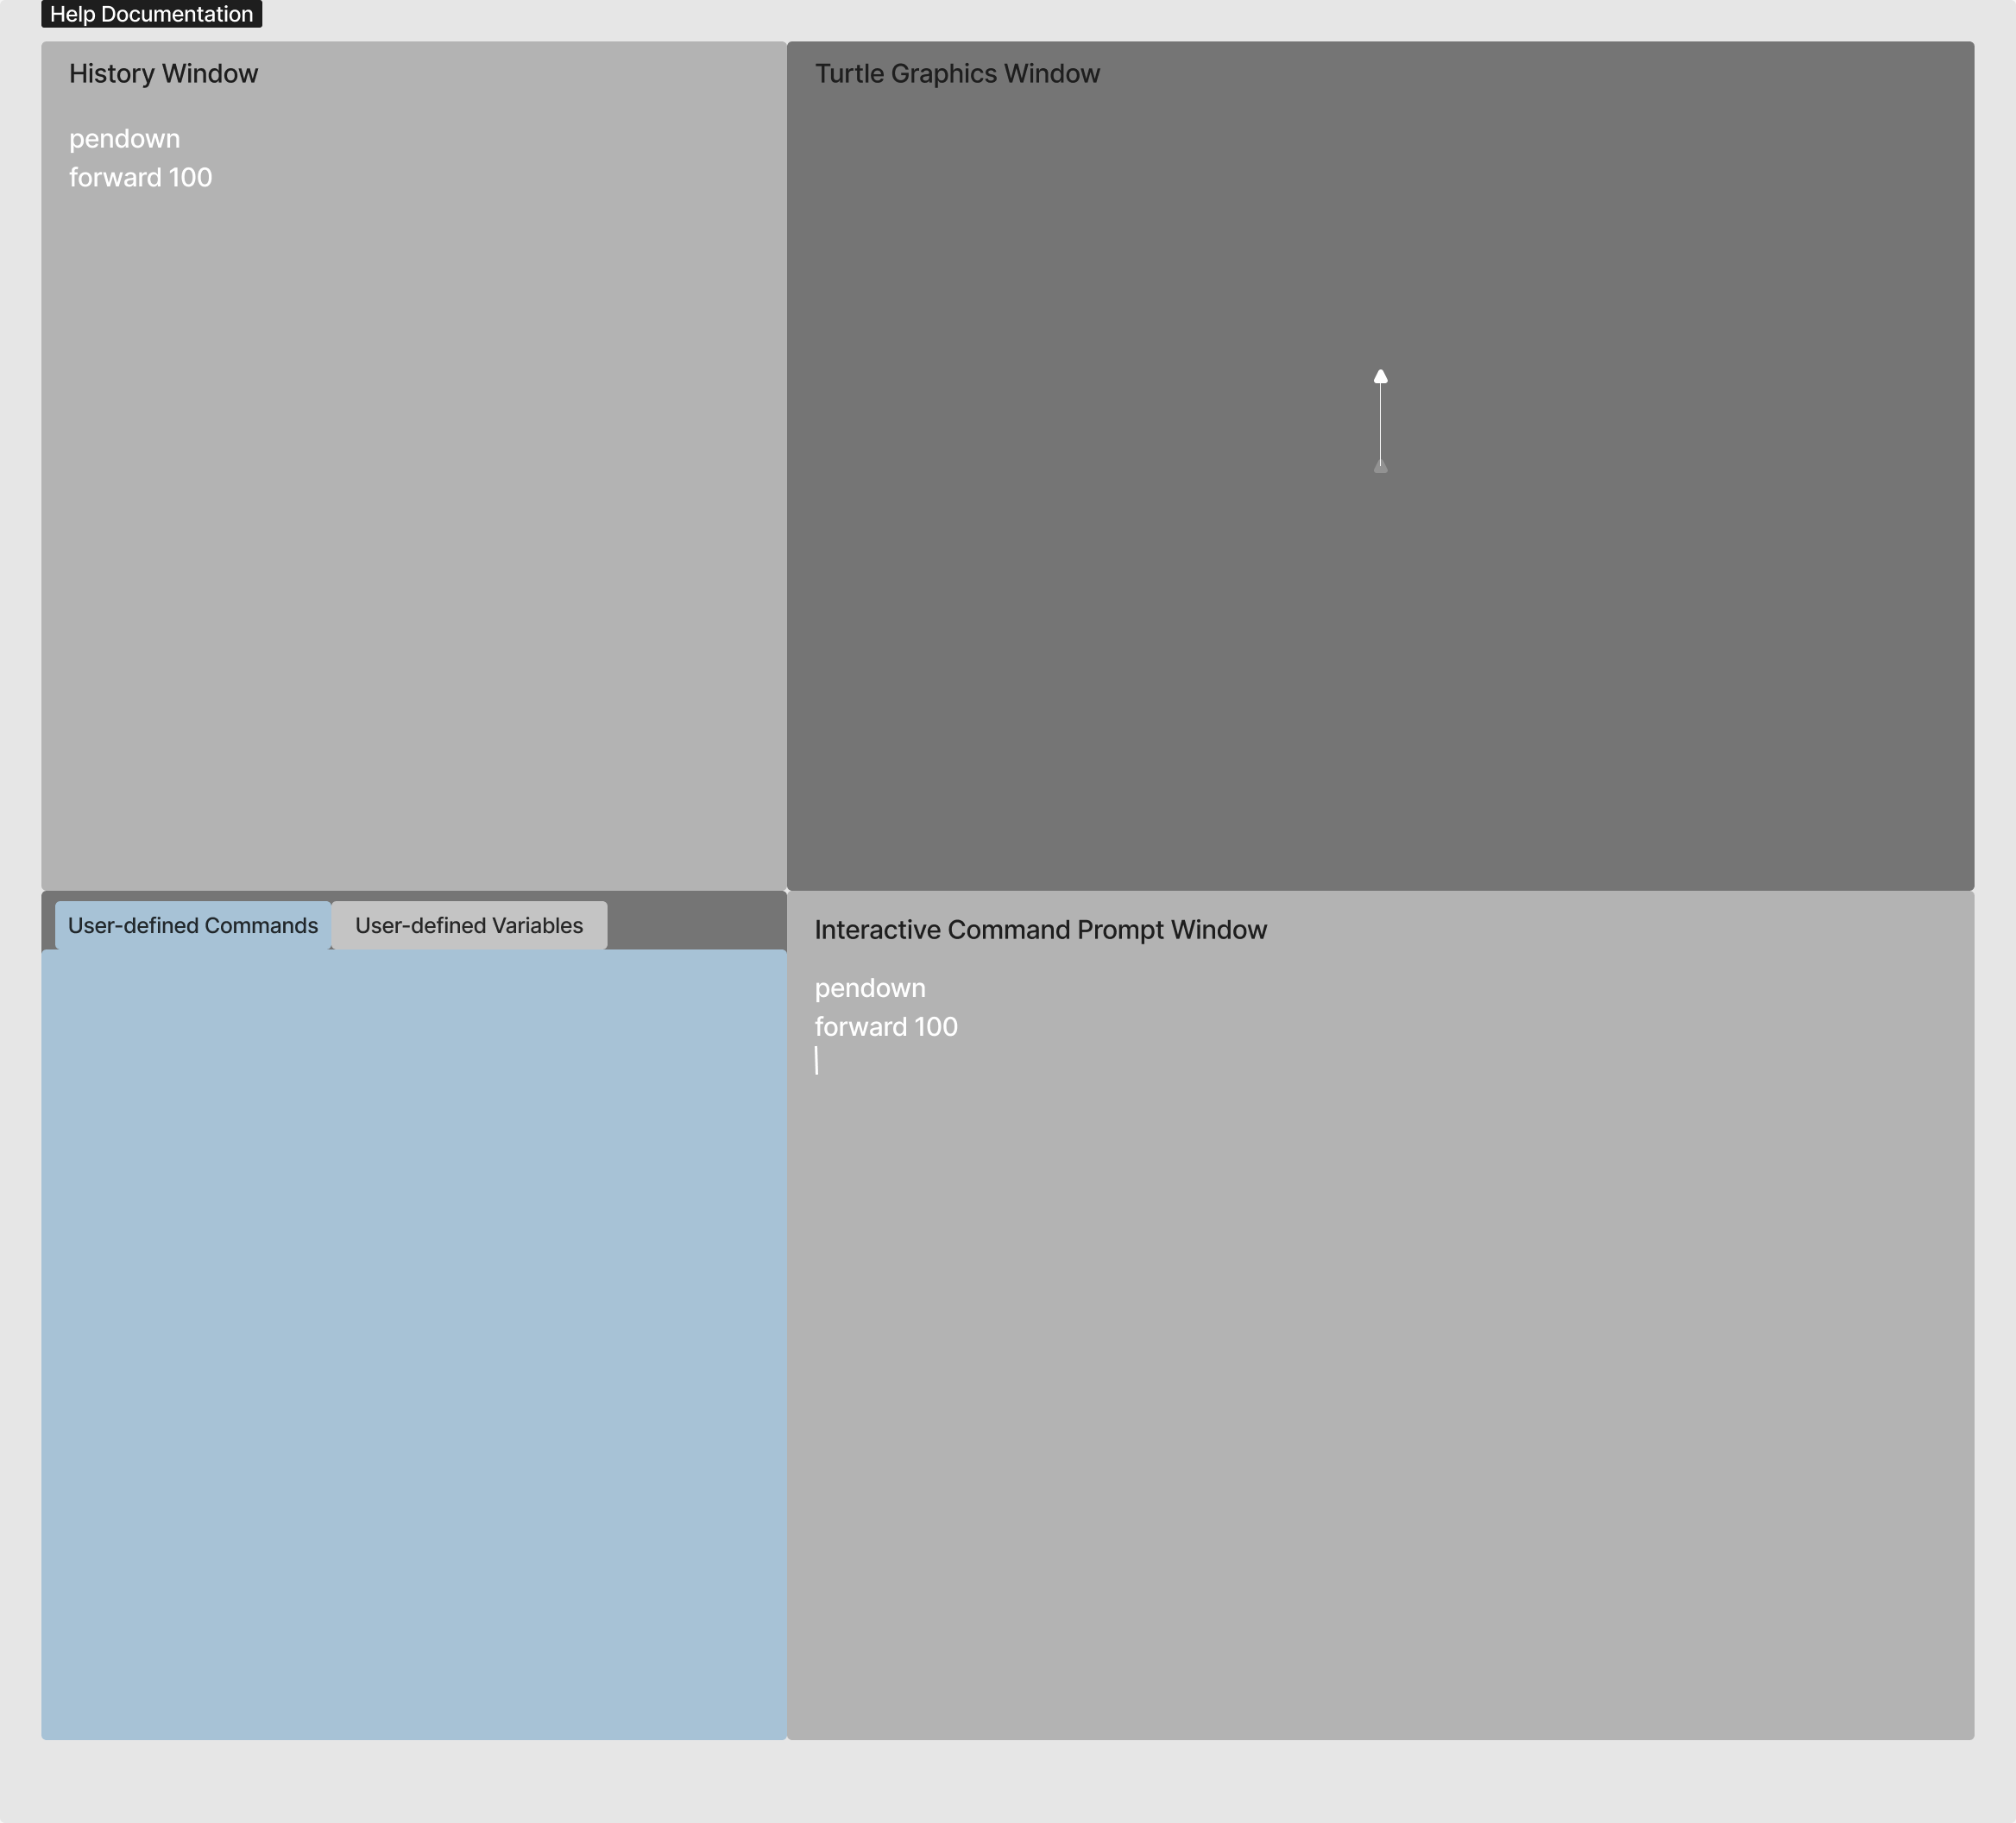 Help Documentation
History Window
pendown
forward 100
Turtle Graphics Window
User-defined Commands
User-defined Variables
Interactive Command Prompt Window
pendown
forward 100